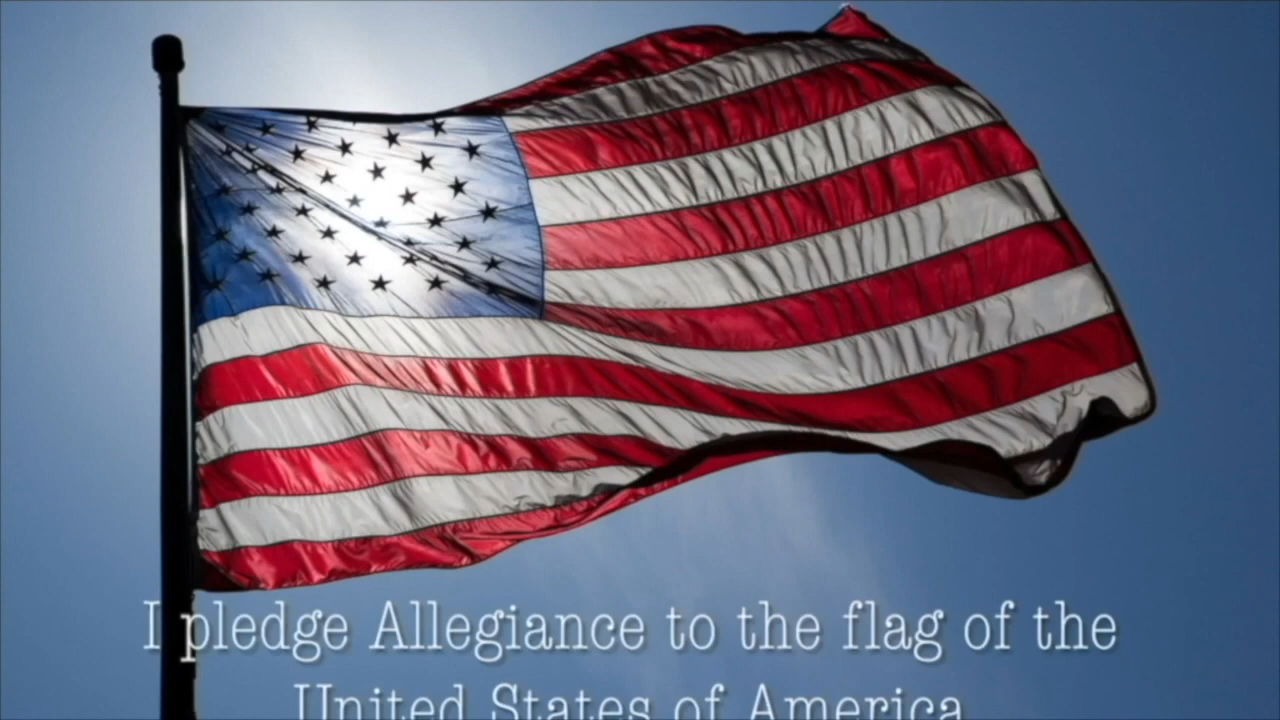 I pledge Allegiance to the flag of the
United States of America